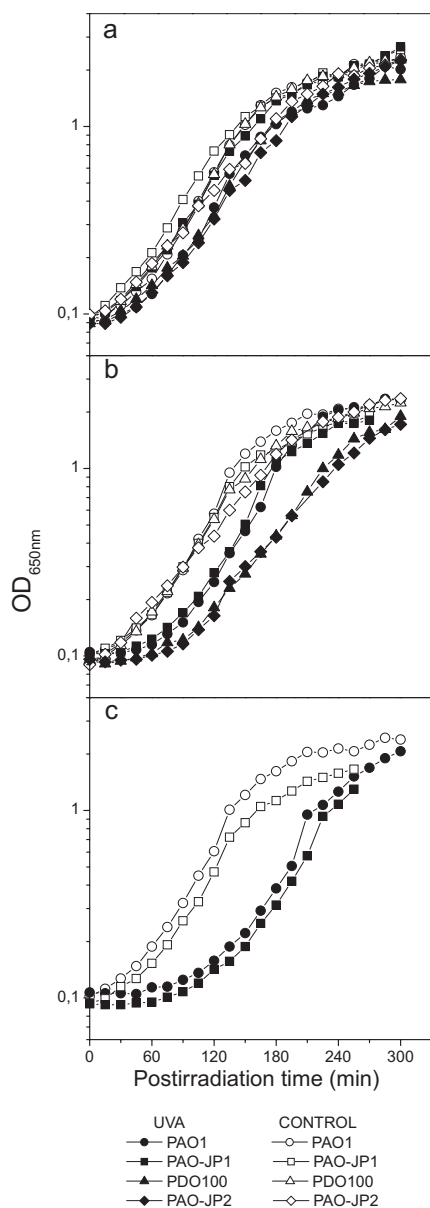 a
1
0,1
b
1
0,1
OD650nm
c
1
0,1
0 60 120 180 240 300
Postirradiation time (min)
UVA CONTROL
PAO1 PAO1
PAO-JP1 PAO-JP1
PDO100 PDO100
PAO-JP2 PAO-JP2